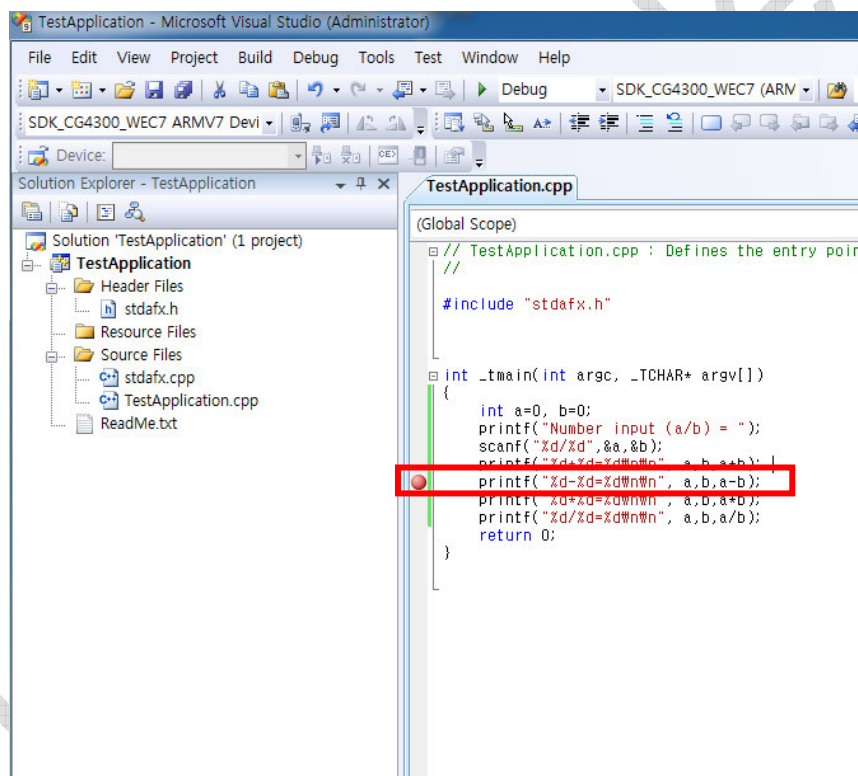 TestApplication - Microsoft Visual Studio (Administrator)
File Edit View Project Build Debug Tools Test Window Help
Debug SDK_CG4300_WEC7 (ARM
SDK_CG4300_WEC7 ARMV7 Devi
Device:
Solution Explorer - TestApplication
TestApplication.cpp
(Global Scope)
Solution 'TestApplication' (1 project)
TestApplication
Header Files
stdafx.h
Resource Files
Source Files
stdafx.cpp
TestApplication.cpp
ReadMe.txt
// TestApplication.cpp : Defines the entry poin
//
#include "stdafx.h"
int _tmain(int argc, _TCHAR* argv[])
{
int a=0, b=0;
printf("Number input (a/b) = ");
scanf("%d/%d",&a,&b);
printf("%d+%d=%d₩n₩n", a,b,a+b);
printf("%d-%d=%d₩n₩n", a,b,a-b);
printf("%d*%d=%d₩n₩n", a,b,a*b);
printf("%d/%d=%d₩n₩n", a,b,a/b);
return 0;
}